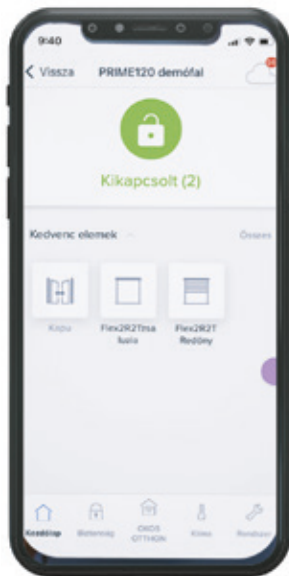 9:40
Vissza PRIME120 demófal
Kikapcsolt (2)
Kedvenc elemek
Összes
Kapu
Flex2R2T
Redőny
Kezdőlap
Biztonság
OKOS
OTTHON
Klíma
Rendszer